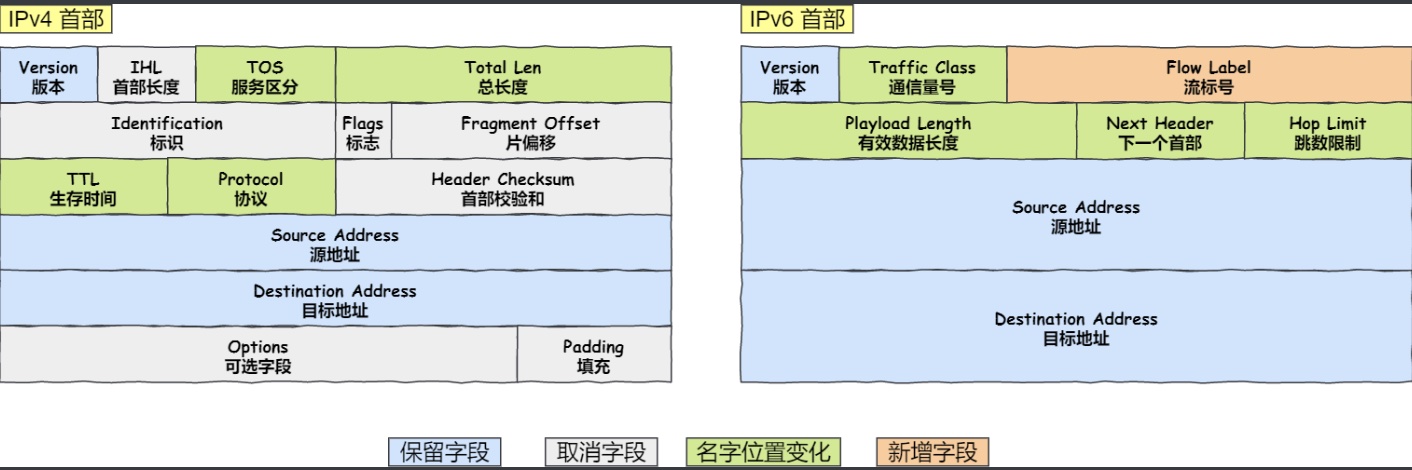 IPv4 首部
Version
版本
IHL
首部长度
TOS
服务区分
Total Len
总长度
Identification
标识
Flags
标志
Fragment Offset
片偏移
TTL
生存时间
Protocol
协议
Header Checksum
首部校验和
Source Address
源地址
Destination Address
目标地址
Options
可选字段
Padding
填充
IPv6 首部
Version
版本
Traffic Class
通信量号
Flow Label
流标号
Playload Length
有效数据长度
Next Header
下一个首部
Hop Limit
跳数限制
Source Address
源地址
Destination Address
目标地址
保留字段
取消字段
名字位置变化
新增字段